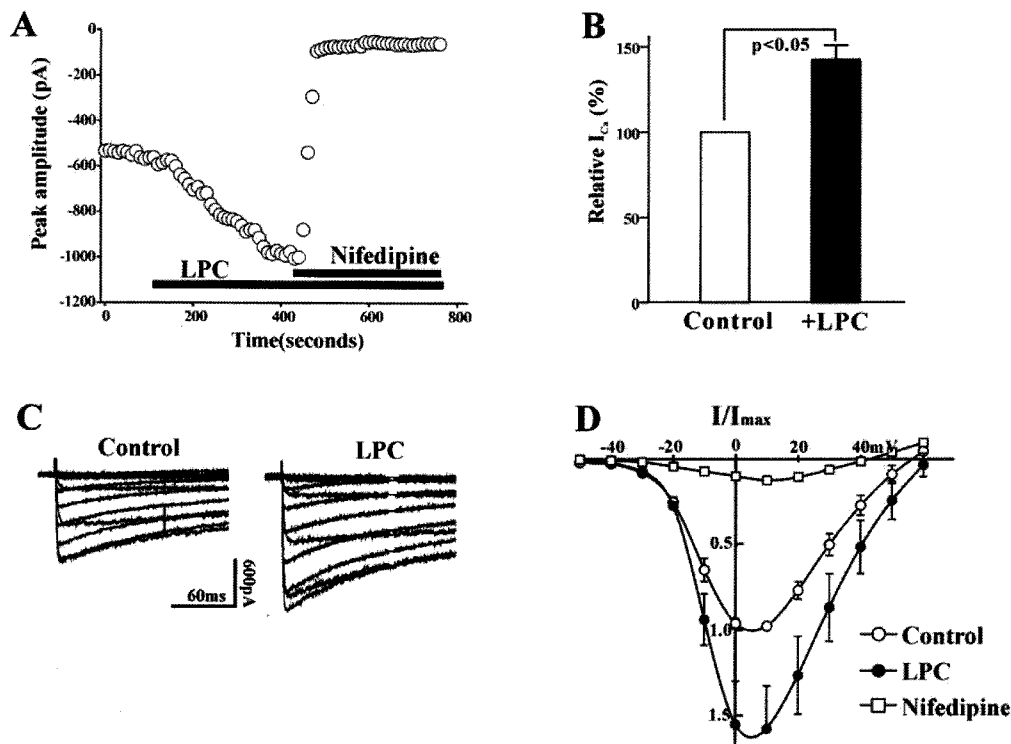 A
Peak amplitude (pA)
0
-200
-400
-600
-800
-1000
-1200
LPC
Nifedipine
0 200 400 600 800
Time(seconds)
B
Relative I Ca (%)
150
100
50
0
p<0.05
Control +LPC
C
Control LPC
60ms
600pA
D
I/Imax
-40 -20 0 20 40mV
0.5
1.0
1.5
Control
LPC
Nifedipine